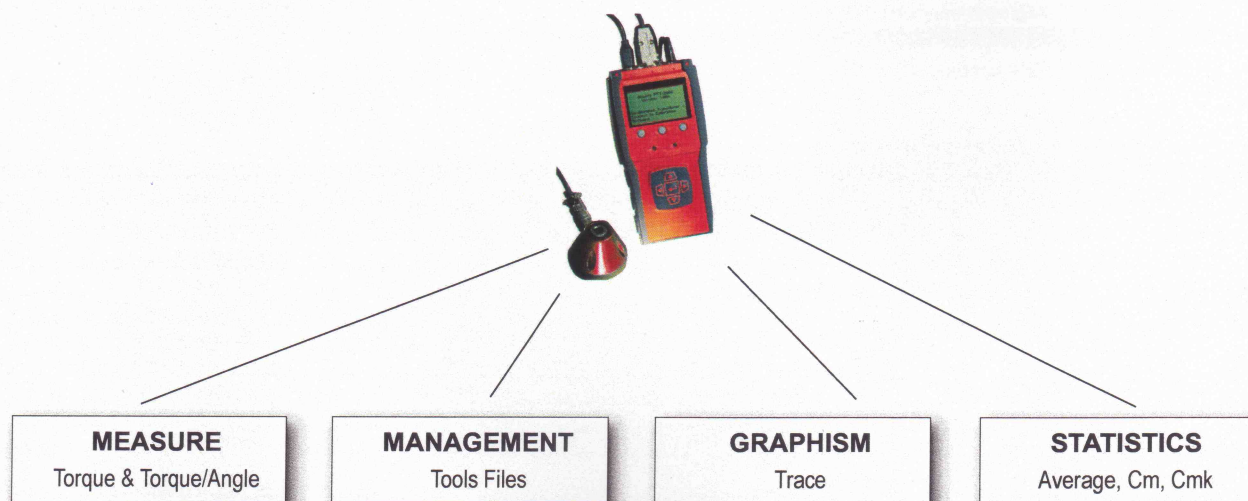 MEASURE
Torque & Torque/Angle
MANAGEMENT
Tools Files
GRAPHISM
Trace
STATISTICS
Average, Cm, Cmk